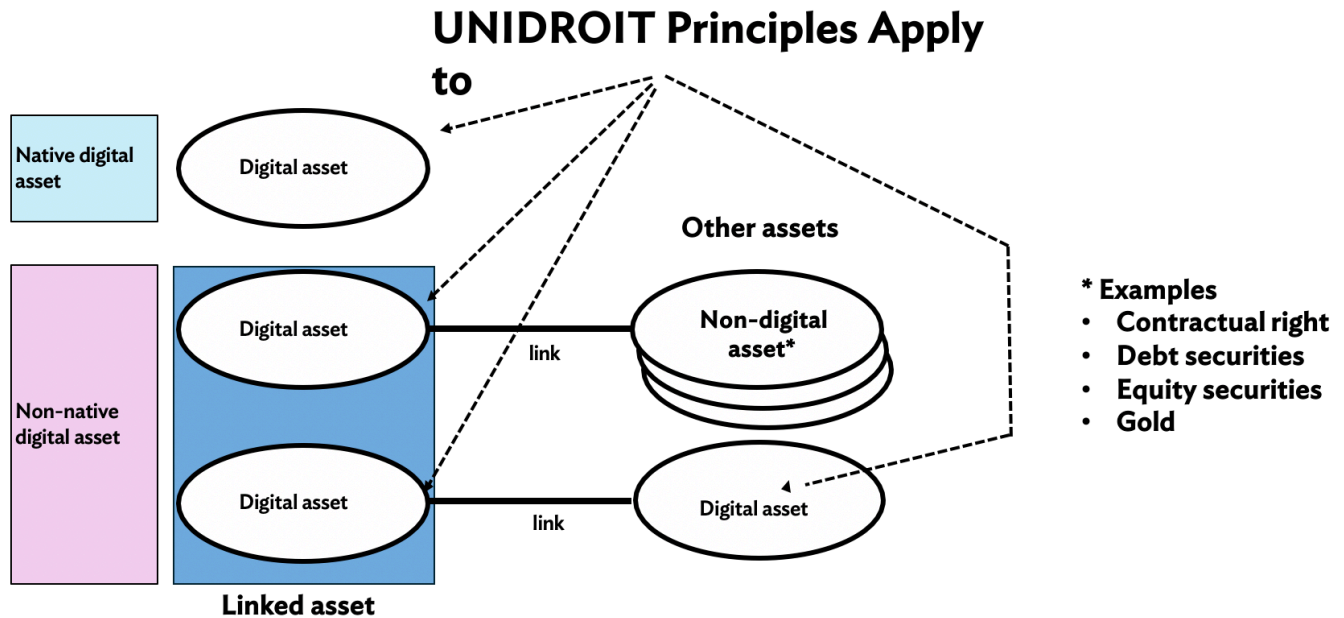 UNIDROIT Principles Apply
to
Native digital
asset
Digital asset
Other assets
Digital asset
link
Non-digital
asset*
* Examples
• Contractual right
• Debt securities
• Equity securities
• Gold
Non-native
digital asset
Digital asset
link
Digital asset
Linked asset